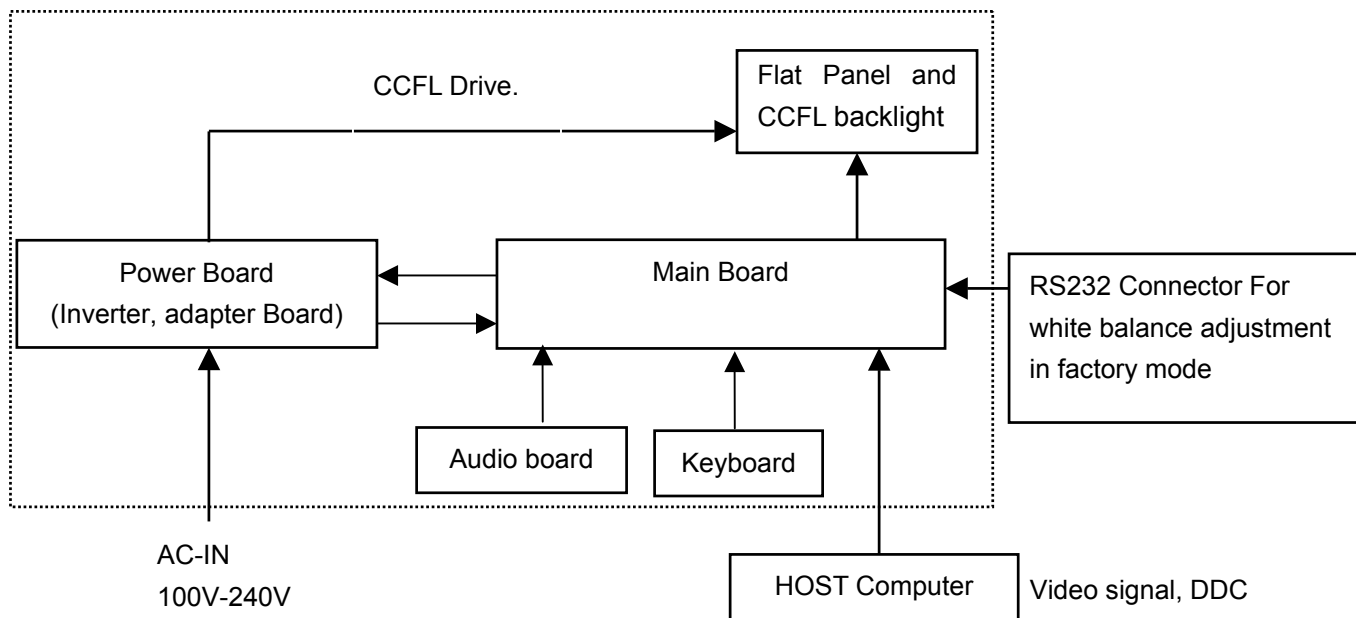 CCFL Drive.
Flat Panel and
CCFL backlight
Power Board
(Inverter, adapter Board)
Main Board
RS232 Connector For
white balance adjustment
in factory mode
Audio board
Keyboard
AC-IN
100V-240V
HOST Computer
Video signal, DDC